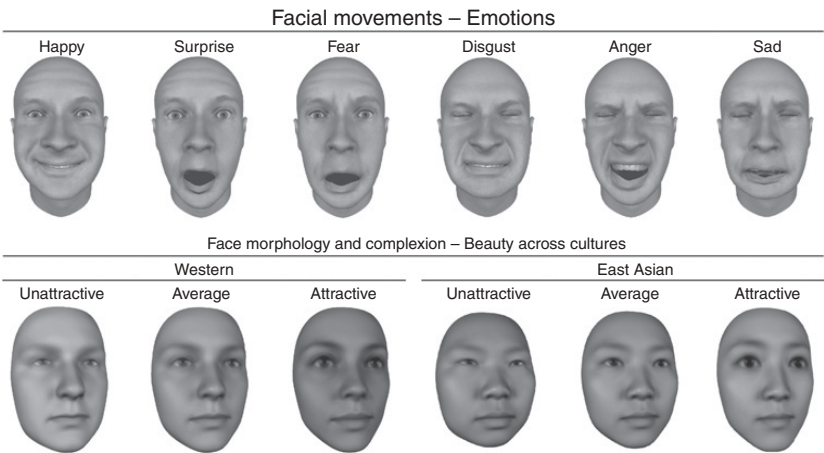 Facial movements – Emotions
Happy Surprise Fear Disgust Anger Sad
Face morphology and complexion – Beauty across cultures
Western East Asian
Unattractive Average Attractive Unattractive Average Attractive